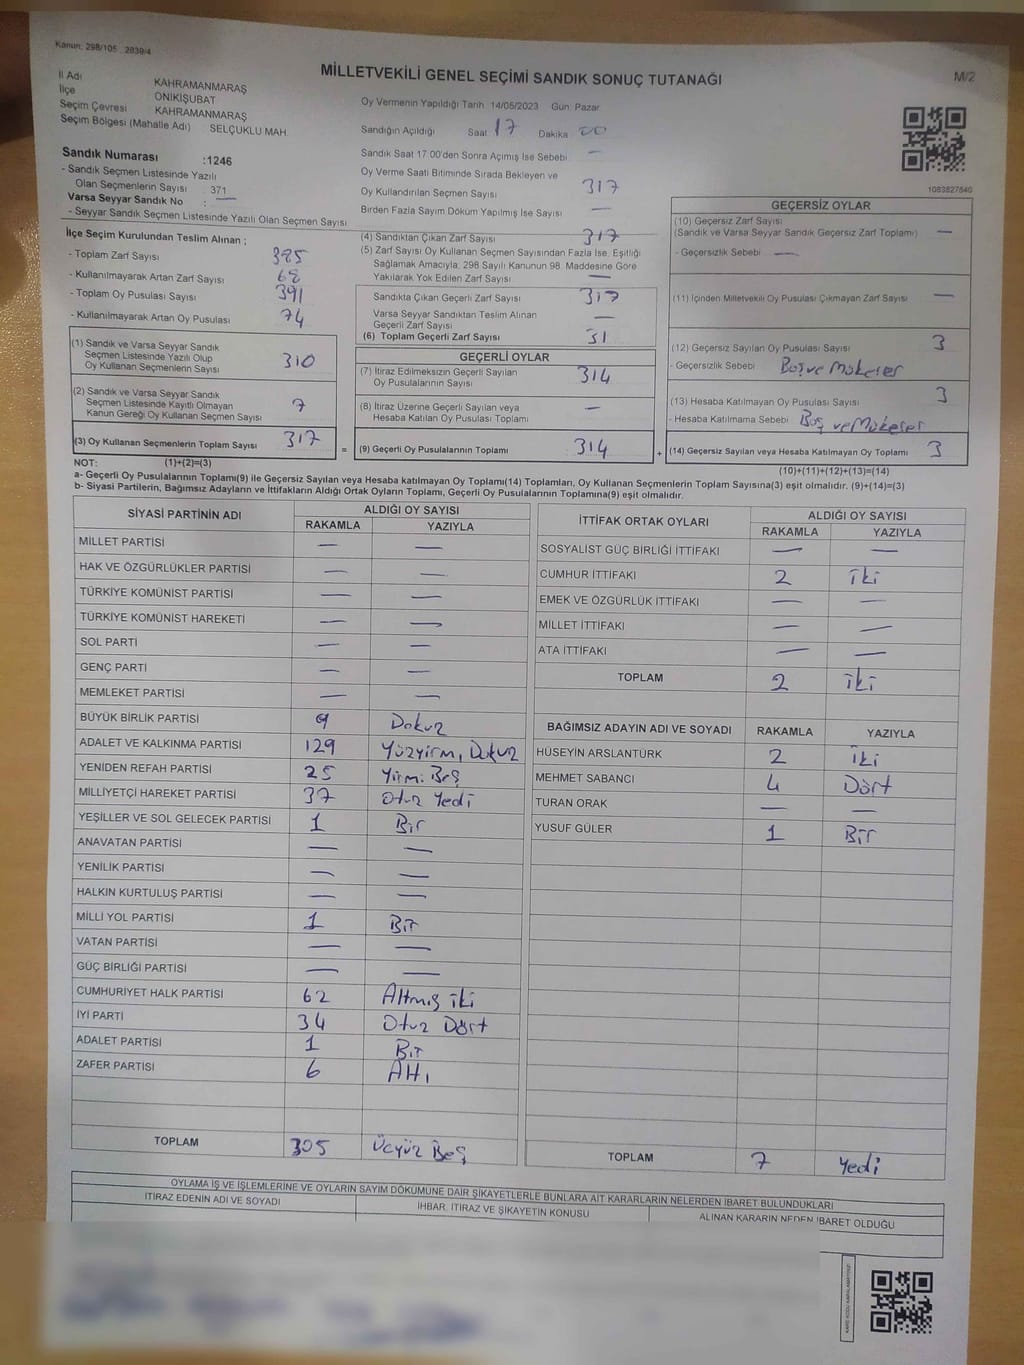 Kanun: 298/105 , 2839/4
MİLLETVEKİLİ GENEL SEÇİMİ SANDIK SONUÇ TUTANAĞI
M/2
İl Adı KAHRAMANMARAŞ
İlçe ONİKİŞUBAT
Seçim Çevresi KAHRAMANMARAŞ
Seçim Bölgesi (Mahalle Adı) SELÇUKLU MAH.
Oy Vermenin Yapıldığı Tarih 14/05/2023 Gün: Pazar
Sandığın Açıldığı Saat 17 Dakika 00
Sandık Saat 17:00'den Sonra Açımış İse Sebebi —
Oy Verme Saati Bitiminde Sırada Bekleyen ve
Oy Kullandırılan Seçmen Sayısı 317
Birden Fazla Sayım Döküm Yapılmış İse Sayısı —
1083827840
Sandık Numarası :1246
- Sandık Seçmen Listesinde Yazılı
Olan Seçmenlerin Sayısı 371
Varsa Seyyar Sandık No : —
- Seyyar Sandık Seçmen Listesinde Yazılı Olan Seçmen Sayısı
İlçe Seçim Kurulundan Teslim Alınan ;
- Toplam Zarf Sayısı 385
- Kullanılmayarak Artan Zarf Sayısı 68
- Toplam Oy Pusulası Sayısı 391
- Kullanılmayarak Artan Oy Pusulası 74
(1) Sandık ve Varsa Seyyar Sandık
Seçmen Listesinde Yazılı Olup
Oy Kullanan Seçmenlerin Sayısı 310
(2) Sandık ve Varsa Seyyar Sandık
Seçmen Listesinde Kayıtlı Olmayan
Kanun Gereği Oy Kullanan Seçmen Sayısı 7
(3) Oy Kullanan Seçmenlerin Toplam Sayısı 317
(4) Sandıktan Çıkan Zarf Sayısı 317
(5) Zarf Sayısı Oy Kullanan Seçmen Sayısından Fazla İse, Eşitliği
Sağlamak Amacıyla; 298 Sayılı Kanunun 98. Maddesine Göre
Yakılarak Yok Edilen Zarf Sayısı —
Sandıkta Çıkan Geçerli Zarf Sayısı 317
Varsa Seyyar Sandıktan Teslim Alınan
Geçerli Zarf Sayısı —
(6) Toplam Geçerli Zarf Sayısı 31
GEÇERLİ OYLAR
(7) İtiraz Edilmeksizin Geçerli Sayılan
Oy Pusulalarının Sayısı 314
(8) İtiraz Üzerine Geçerli Sayılan veya
Hesaba Katılan Oy Pusulası Toplamı —
= (9) Geçerli Oy Pusulalarının Toplamı 314
GEÇERSİZ OYLAR
(10) Geçersiz Zarf Sayısı
(Sandık ve Varsa Seyyar Sandık Geçersiz Zarf Toplamı) —
- Geçersizlik Sebebi —
(11) İçinden Milletvekili Oy Pusulası Çıkmayan Zarf Sayısı —
(12) Geçersiz Sayılan Oy Pusulası Sayısı 3
- Geçersizlik Sebebi Boş ve Mükerer
(13) Hesaba Katılmayan Oy Pusulası Sayısı 3
- Hesaba Katılmama Sebebi Boş ve Mükerer
+ (14) Geçersiz Sayılan veya Hesaba Katılmayan Oy Toplamı 3
NOT: (1)+(2)=(3)
(10)+(11)+(12)+(13)=(14)
a- Geçerli Oy Pusulalarının Toplamı(9) ile Geçersiz Sayılan veya Hesaba katılmayan Oy Toplamı(14) Toplamları, Oy Kullanan Seçmenlerin Toplam Sayısına(3) eşit olmalıdır. (9)+(14)=(3)
b- Siyasi Partilerin, Bağımsız Adayların ve İttifakların Aldığı Ortak Oyların Toplamı, Geçerli Oy Pusulalarının Toplamına(9) eşit olmalıdır.
SİYASİ PARTİNİN ADI ALDIĞI OY SAYISI
RAKAMLA YAZIYLA
MİLLET PARTİSİ — —
HAK VE ÖZGÜRLÜKLER PARTİSİ — —
TÜRKİYE KOMÜNİST PARTİSİ — —
TÜRKİYE KOMÜNİST HAREKETİ — —
SOL PARTİ — —
GENÇ PARTİ — —
MEMLEKET PARTİSİ — —
BÜYÜK BİRLİK PARTİSİ 9 Dokuz
ADALET VE KALKINMA PARTİSİ 129 Yüzyirmi Dokuz
YENİDEN REFAH PARTİSİ 25 Yirmi Beş
MİLLİYETÇİ HAREKET PARTİSİ 37 Otuz Yedi
YEŞİLLER VE SOL GELECEK PARTİSİ 1 Bir
ANAVATAN PARTİSİ — —
YENİLİK PARTİSİ — —
HALKIN KURTULUŞ PARTİSİ — —
MİLLİ YOL PARTİSİ 1 Bir
VATAN PARTİSİ — —
GÜÇ BİRLİĞİ PARTİSİ — —
CUMHURİYET HALK PARTİSİ 62 Altmış iki
İYİ PARTİ 34 Otuz Dört
ADALET PARTİSİ 1 Bir
ZAFER PARTİSİ 6 Altı
TOPLAM 305 Üçyüz Beş
İTTİFAK ORTAK OYLARI ALDIĞI OY SAYISI
RAKAMLA YAZIYLA
SOSYALİST GÜÇ BİRLİĞİ İTTİFAKI — —
CUMHUR İTTİFAKI 2 iki
EMEK VE ÖZGÜRLÜK İTTİFAKI — —
MİLLET İTTİFAKI — —
ATA İTTİFAKI — —
TOPLAM 2 iki
BAĞIMSIZ ADAYIN ADI VE SOYADI RAKAMLA YAZIYLA
HÜSEYİN ARSLANTÜRK 2 İki
MEHMET SABANCI 4 Dört
TURAN ORAK — —
YUSUF GÜLER 1 Bir
TOPLAM 7 Yedi
OYLAMA İŞ VE İŞLEMLERİNE VE OYLARIN SAYIM DÖKÜMÜNE DAİR ŞİKAYETLERLE BUNLARA AİT KARARLARIN NELERDEN İBARET BULUNDUKLARI
İTİRAZ EDENİN ADI VE SOYADI İHBAR, İTİRAZ VE ŞİKAYETİN KONUSU ALINAN KARARIN NEDEN İBARET OLDUĞU